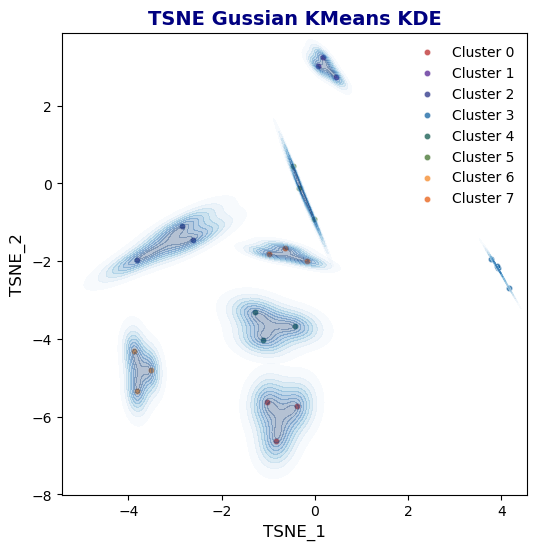 TSNE Gussian KMeans KDE
Cluster 0
Cluster 1
Cluster 2
Cluster 3
Cluster 4
Cluster 5
Cluster 6
Cluster 7
TSNE_2
2
0
−2
−4
−6
−8
−4
−2
0
2
4
TSNE_1